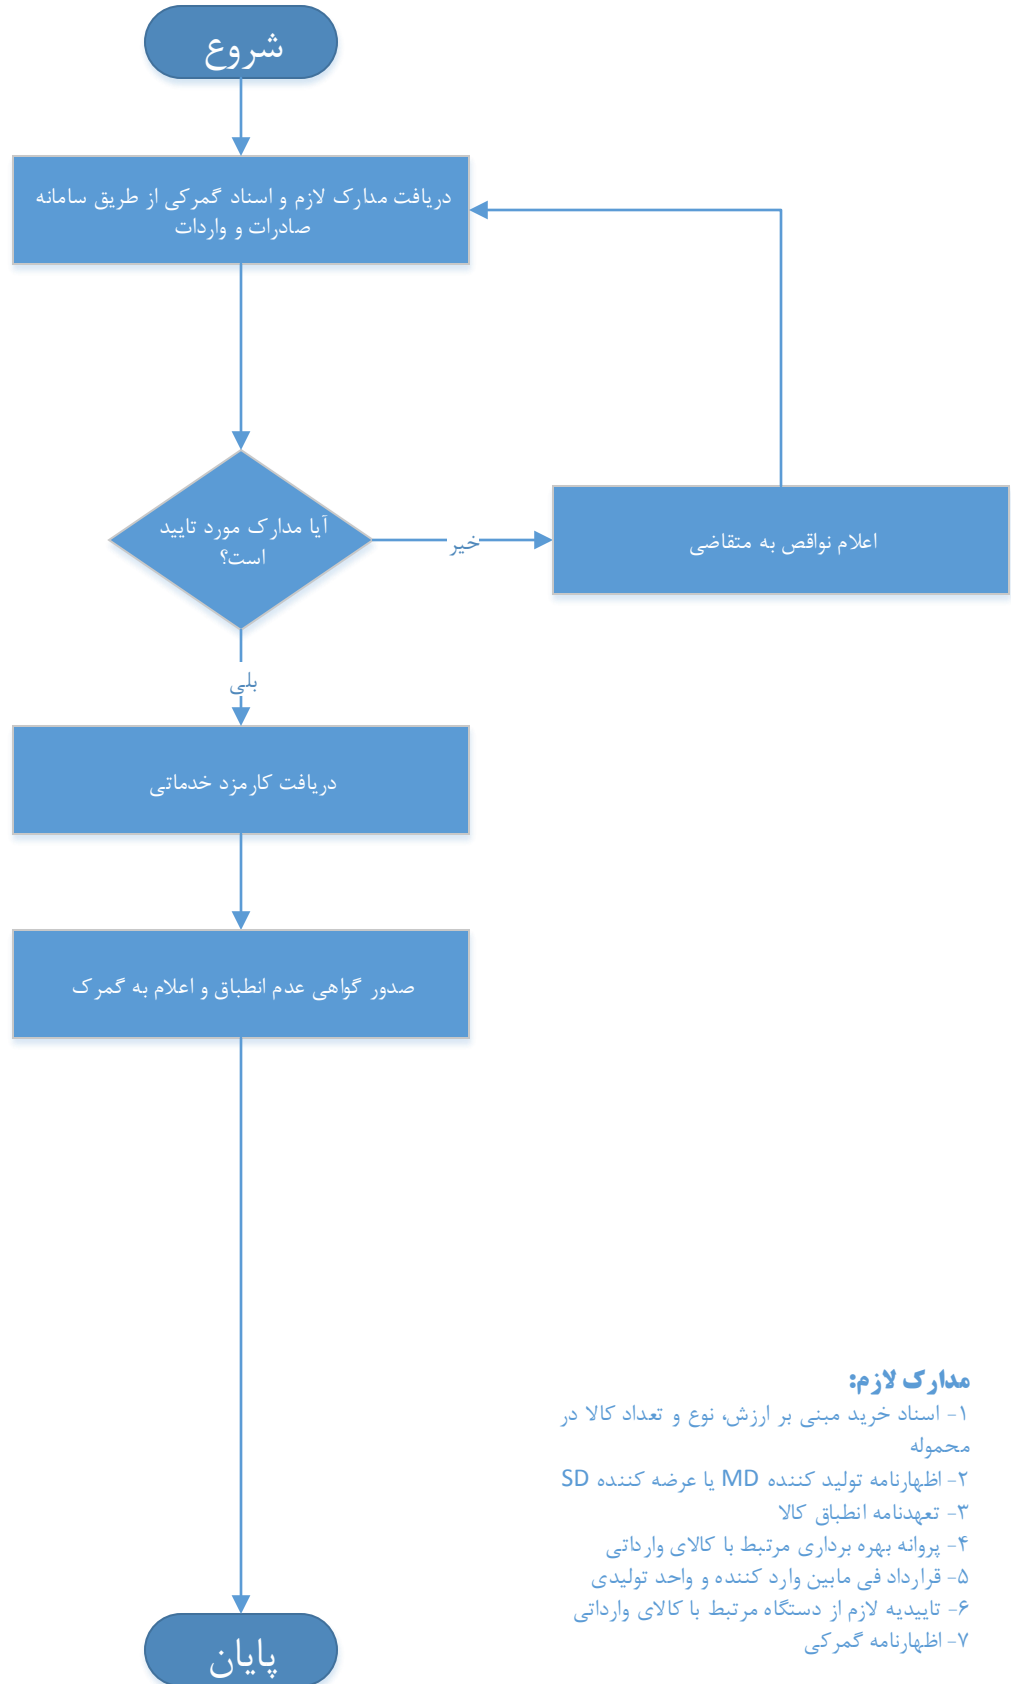 شروع
دریافت مدارک لازم و اسناد گمرکی از طریق سامانه
صادرات و واردات
آیا مدارک مورد تایید
است؟
خیر
اعلام نواقص به متقاضی
بلی
دریافت کارمزد خدماتی
صدور گواهی عدم انطباق و اعلام به گمرک
مدارک لازم:
۱- اسناد خرید مبنی بر ارزش، نوع و تعداد کالا در
محموله
۲- اظهارنامه تولید کننده MD یا عرضه کننده SD
۳- تعهدنامه انطباق کالا
۴- پروانه بهره برداری مرتبط با کالای وارداتی
۵- قرارداد فی مابین وارد کننده و واحد تولیدی
۶- تاییدیه لازم از دستگاه مرتبط با کالای وارداتی
۷- اظهارنامه گمرکی
پایان